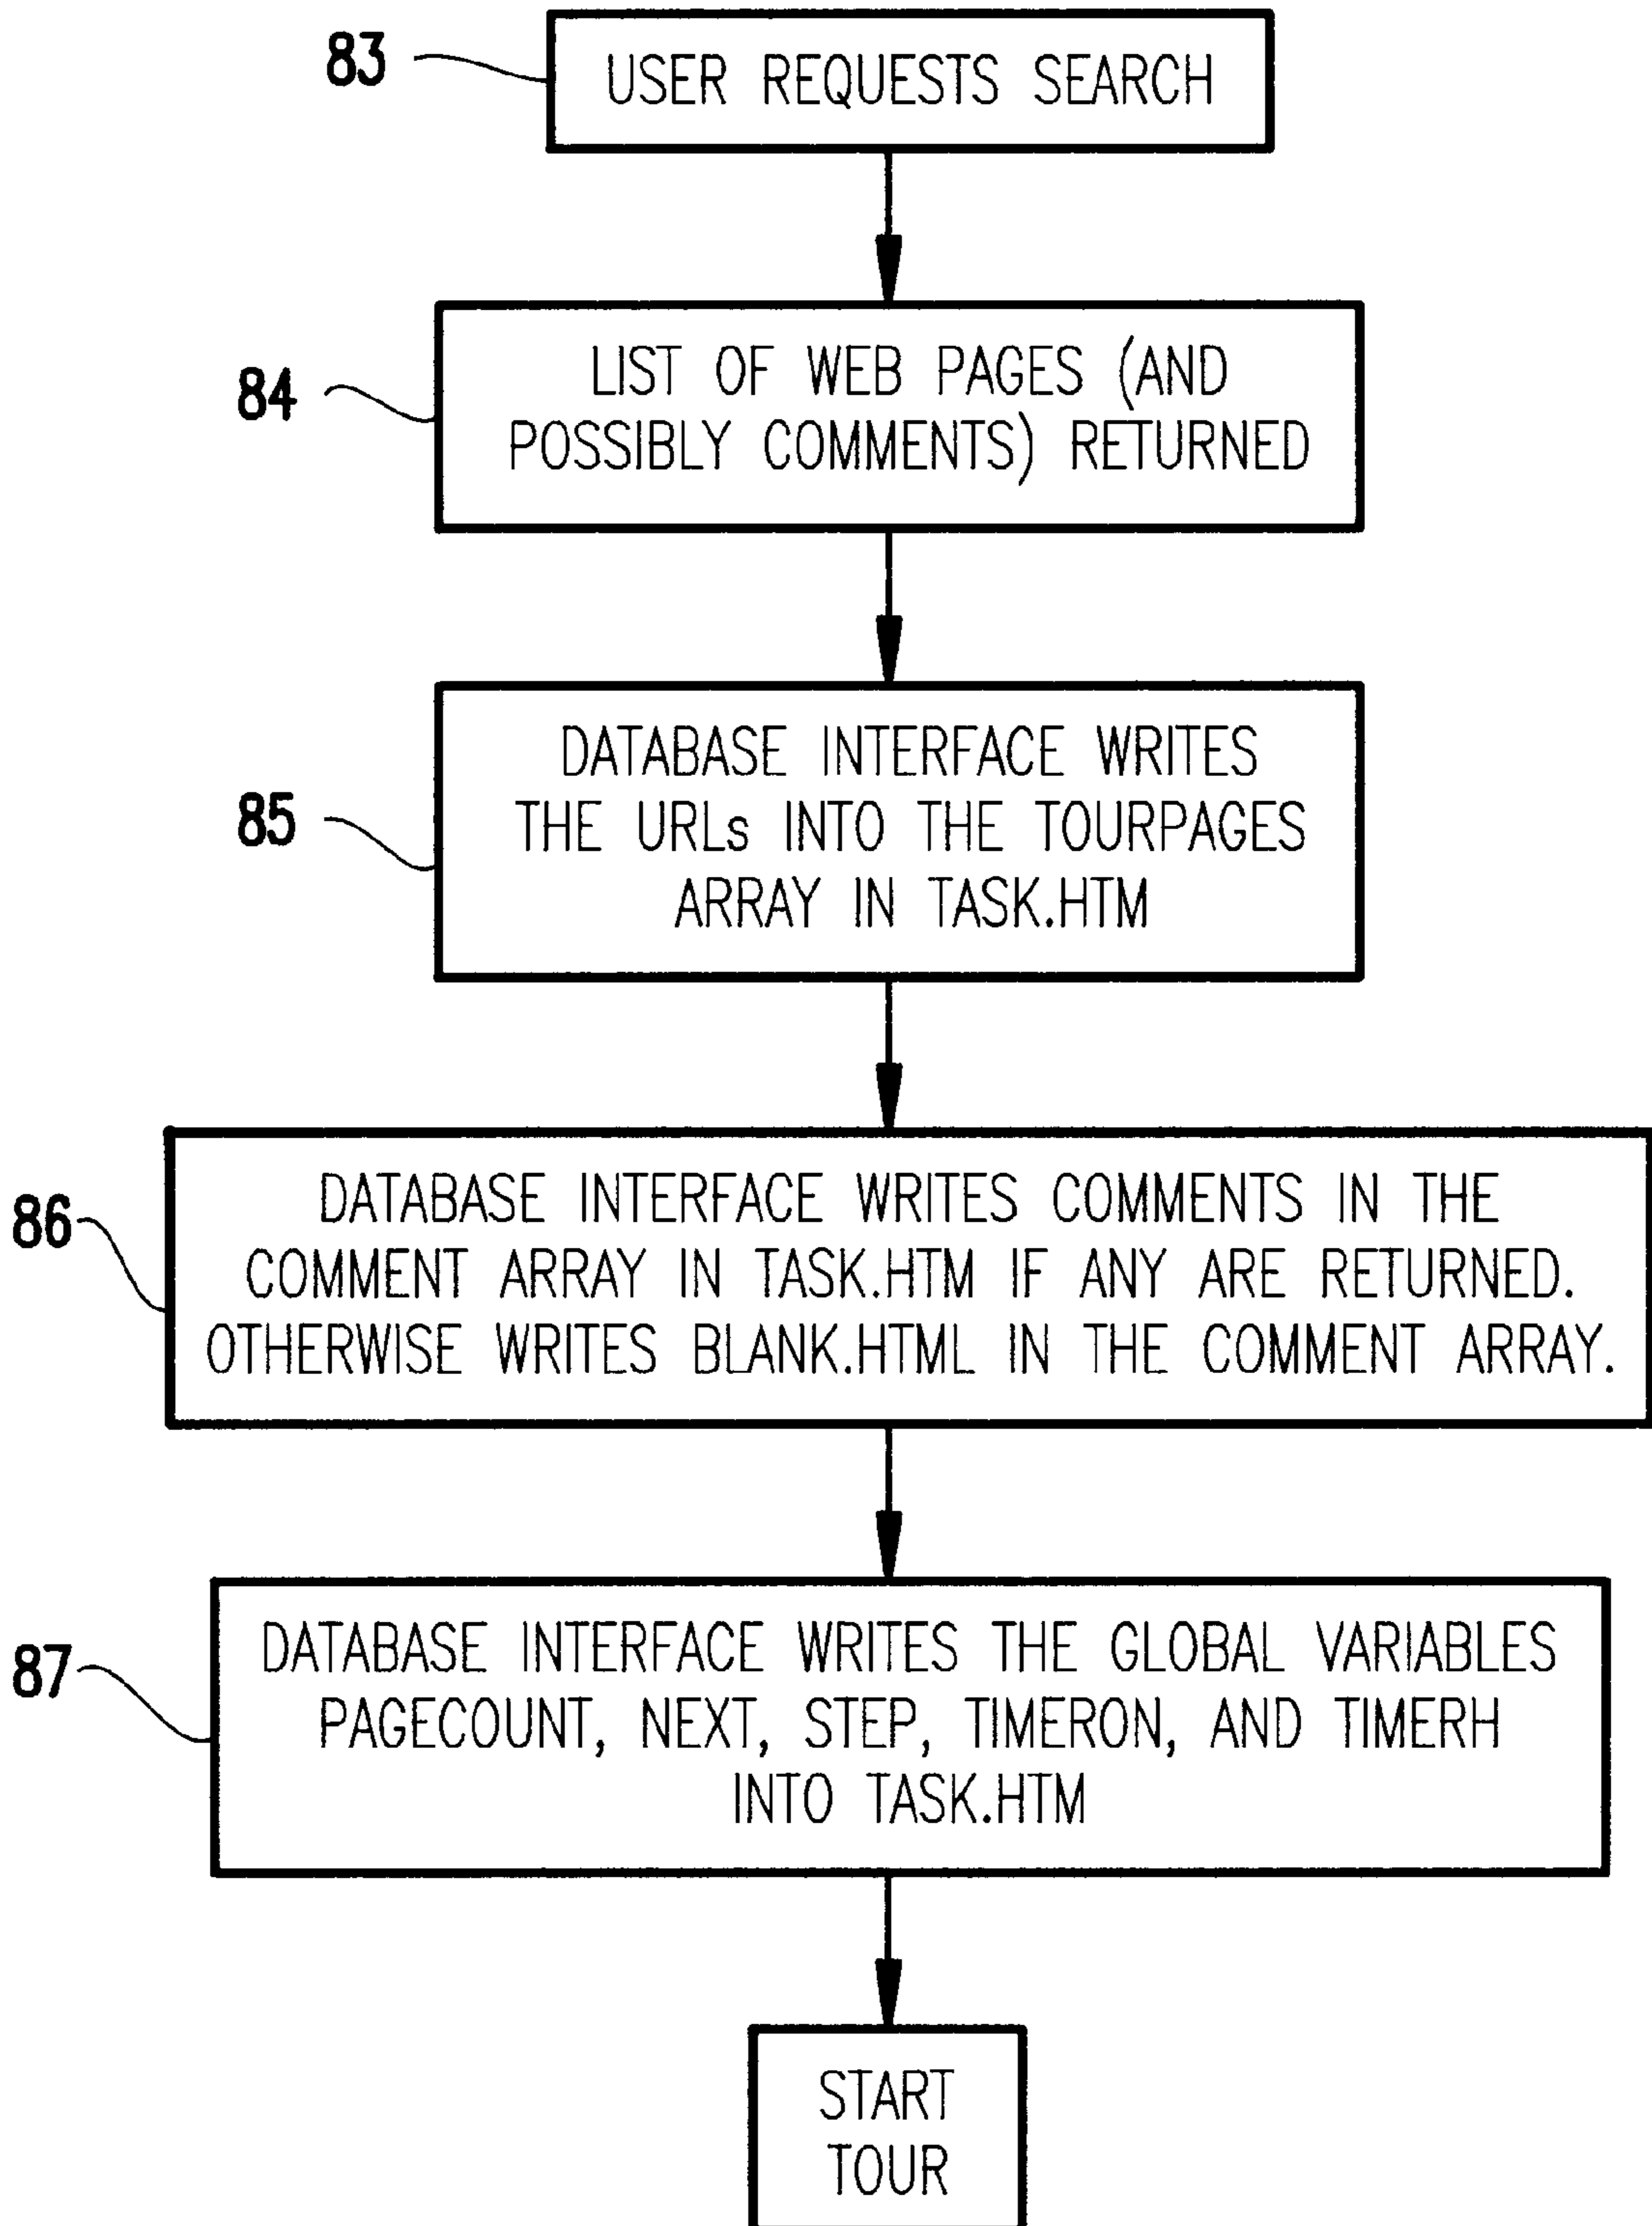 83
USER REQUESTS SEARCH
84
LIST OF WEB PAGES (AND
POSSIBLY COMMENTS) RETURNED
85
DATABASE INTERFACE WRITES
THE URLs INTO THE TOURPAGES
ARRAY IN TASK.HTM
86
DATABASE INTERFACE WRITES COMMENTS IN THE
COMMENT ARRAY IN TASK.HTM IF ANY ARE RETURNED.
OTHERWISE WRITES BLANK.HTML IN THE COMMENT ARRAY.
87
DATABASE INTERFACE WRITES THE GLOBAL VARIABLES
PAGECOUNT, NEXT, STEP, TIMERON, AND TIMERH
INTO TASK.HTM
START
TOUR